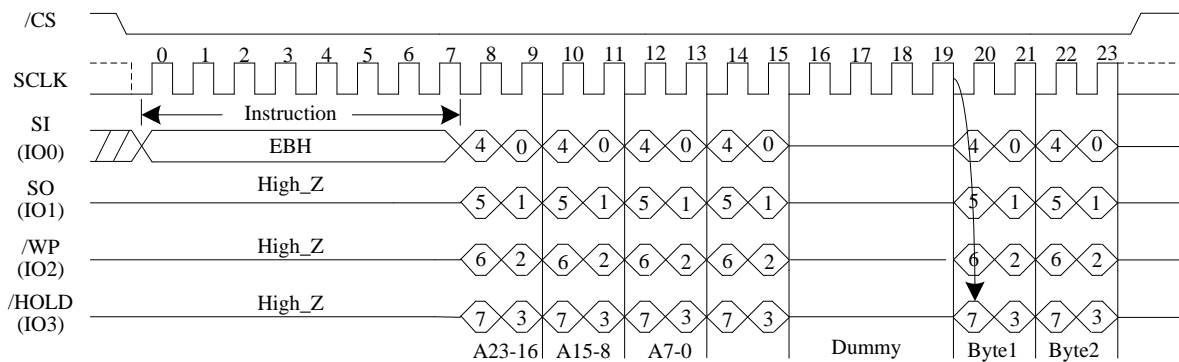 /CS
0 1 2 3 4 5 6 7 8 9 10 11 12 13 14 15 16 17 18 19 20 21 22 23
SCLK
Instruction
SI
(IO0)
EBH
4 0 4 0 4 0 4 0 4 0 4 0
SO
(IO1)
High_Z
5 1 5 1 5 1 5 1 5 1 5 1
/WP
(IO2)
High_Z
6 2 6 2 6 2 6 2 6 2 6 2
/HOLD
(IO3)
High_Z
7 3 7 3 7 3 7 3 7 3 7 3
A23-16 A15-8 A7-0 Dummy Byte1 Byte2